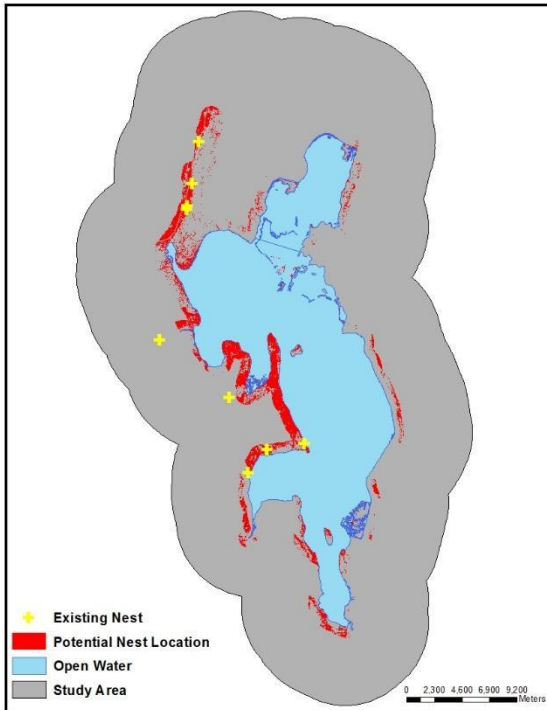 Existing Nest
Potential Nest Location
Open Water
Study Area
0 2,300 4,600 6,900 9,200
Meters